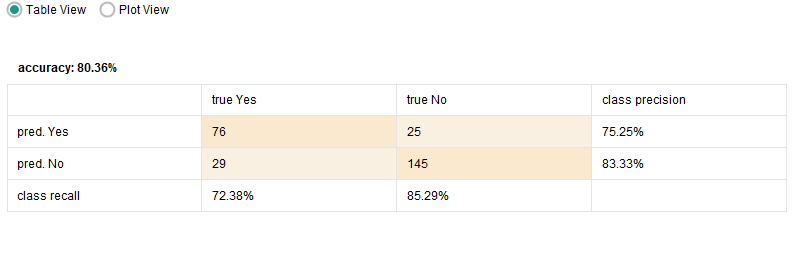 Table View Plot View
accuracy: 80.36%
true Yes true No class precision
pred. Yes 76 25 75.25%
pred. No 29 145 83.33%
class recall 72.38% 85.29%